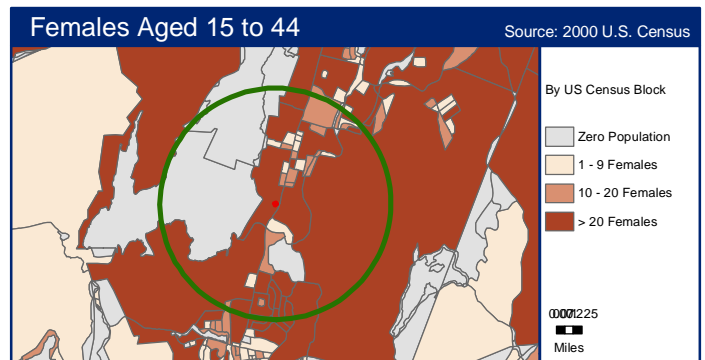 Females Aged 15 to 44
Source: 2000 U.S. Census
By US Census Block
Zero Population
1 - 9 Females
10 - 20 Females
> 20 Females
Miles